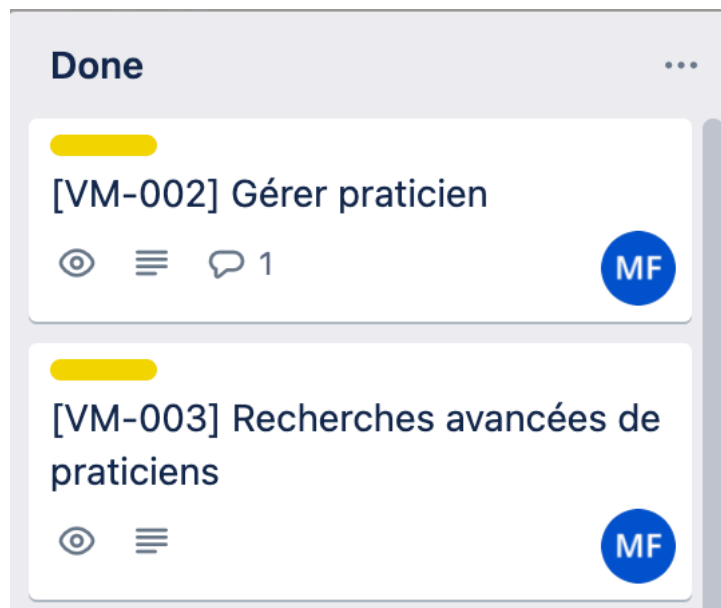 Done
[VM-002] Gérer praticien
1
MF
[VM-003] Recherches avancées de
praticiens
MF